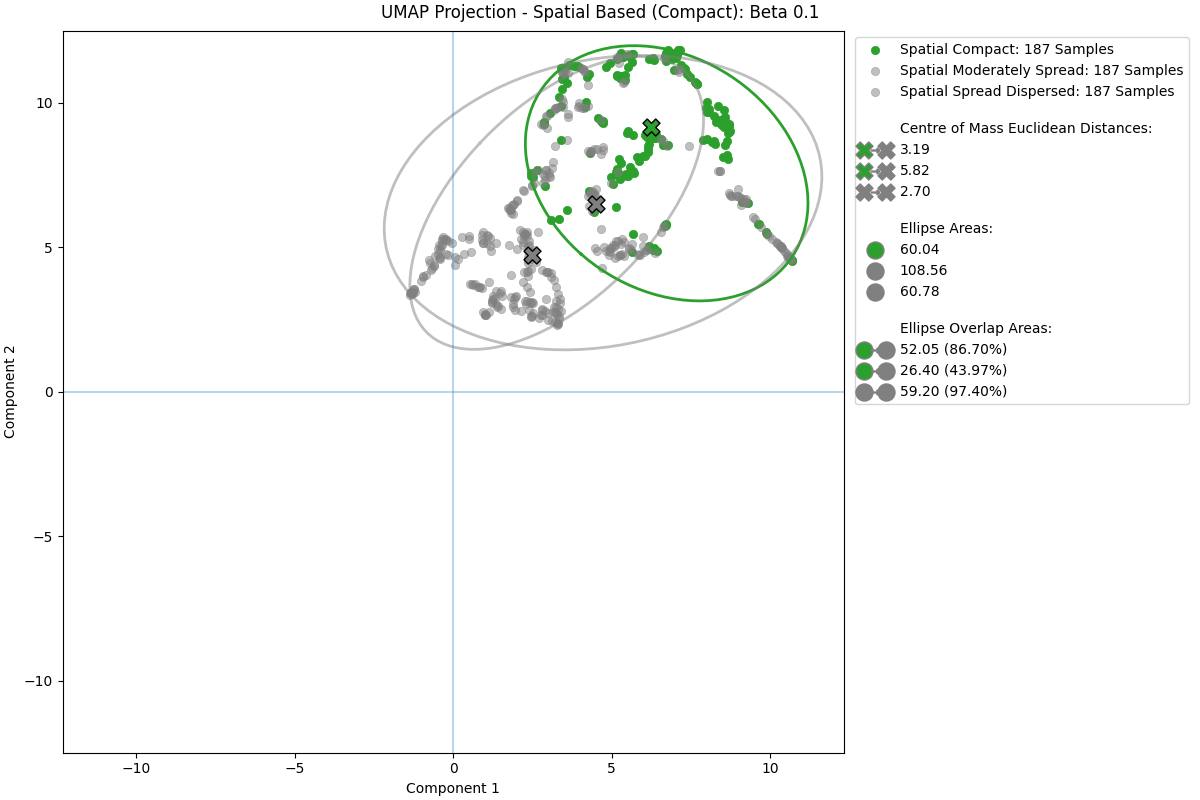 UMAP Projection - Spatial Based (Compact): Beta 0.1
Spatial Compact: 187 Samples
Spatial Moderately Spread: 187 Samples
Spatial Spread Dispersed: 187 Samples
Centre of Mass Euclidean Distances:
3.19
5.82
2.70
Ellipse Areas:
60.04
108.56
60.78
Ellipse Overlap Areas:
52.05 (86.70%)
26.40 (43.97%)
59.20 (97.40%)
Component 2
10
5
0
−5
−10
−10
−5
0
5
10
Component 1